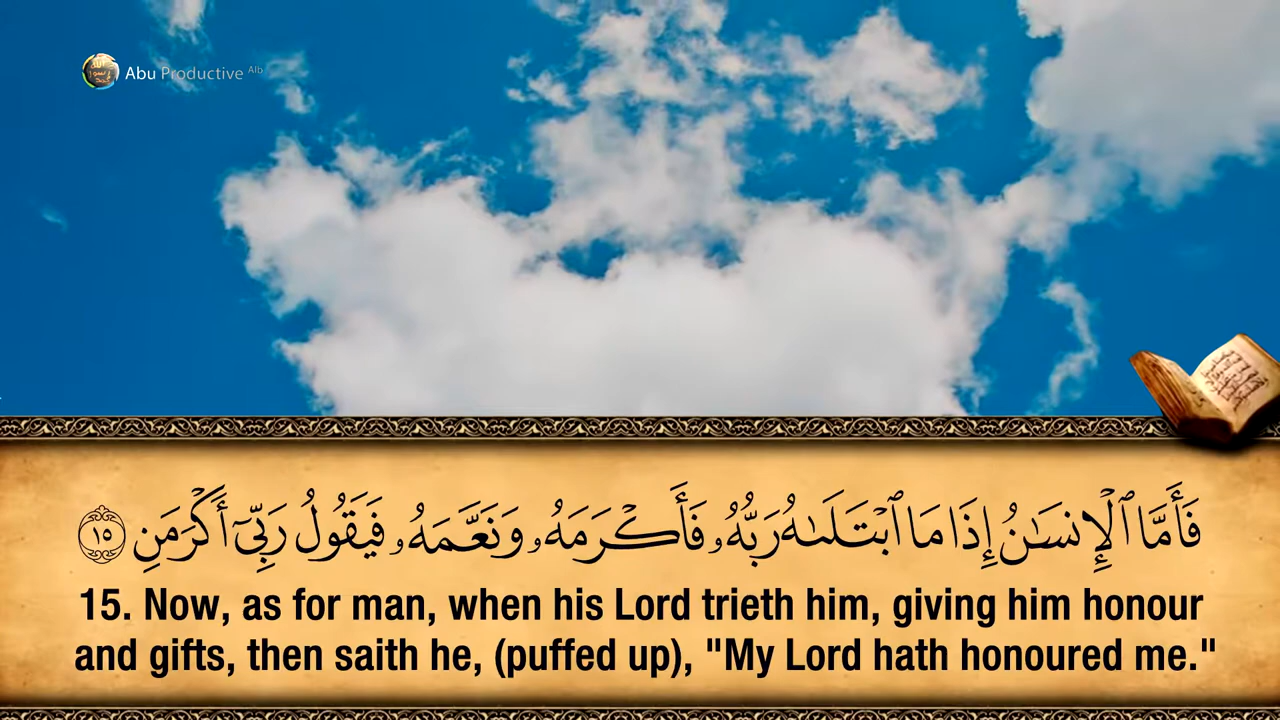 Abu Productive Alb
فَأَمَّا ٱلْإِنسَـٰنُ إِذَا مَا ٱبْتَلَىٰهُ رَبُّهُۥ فَأَكْرَمَهُۥ وَنَعَّمَهُۥ فَيَقُولُ رَبِّىٓ أَكْرَمَنِ ١٥
15. Now, as for man, when his Lord trieth him, giving him honour
and gifts, then saith he, (puffed up), "My Lord hath honoured me."